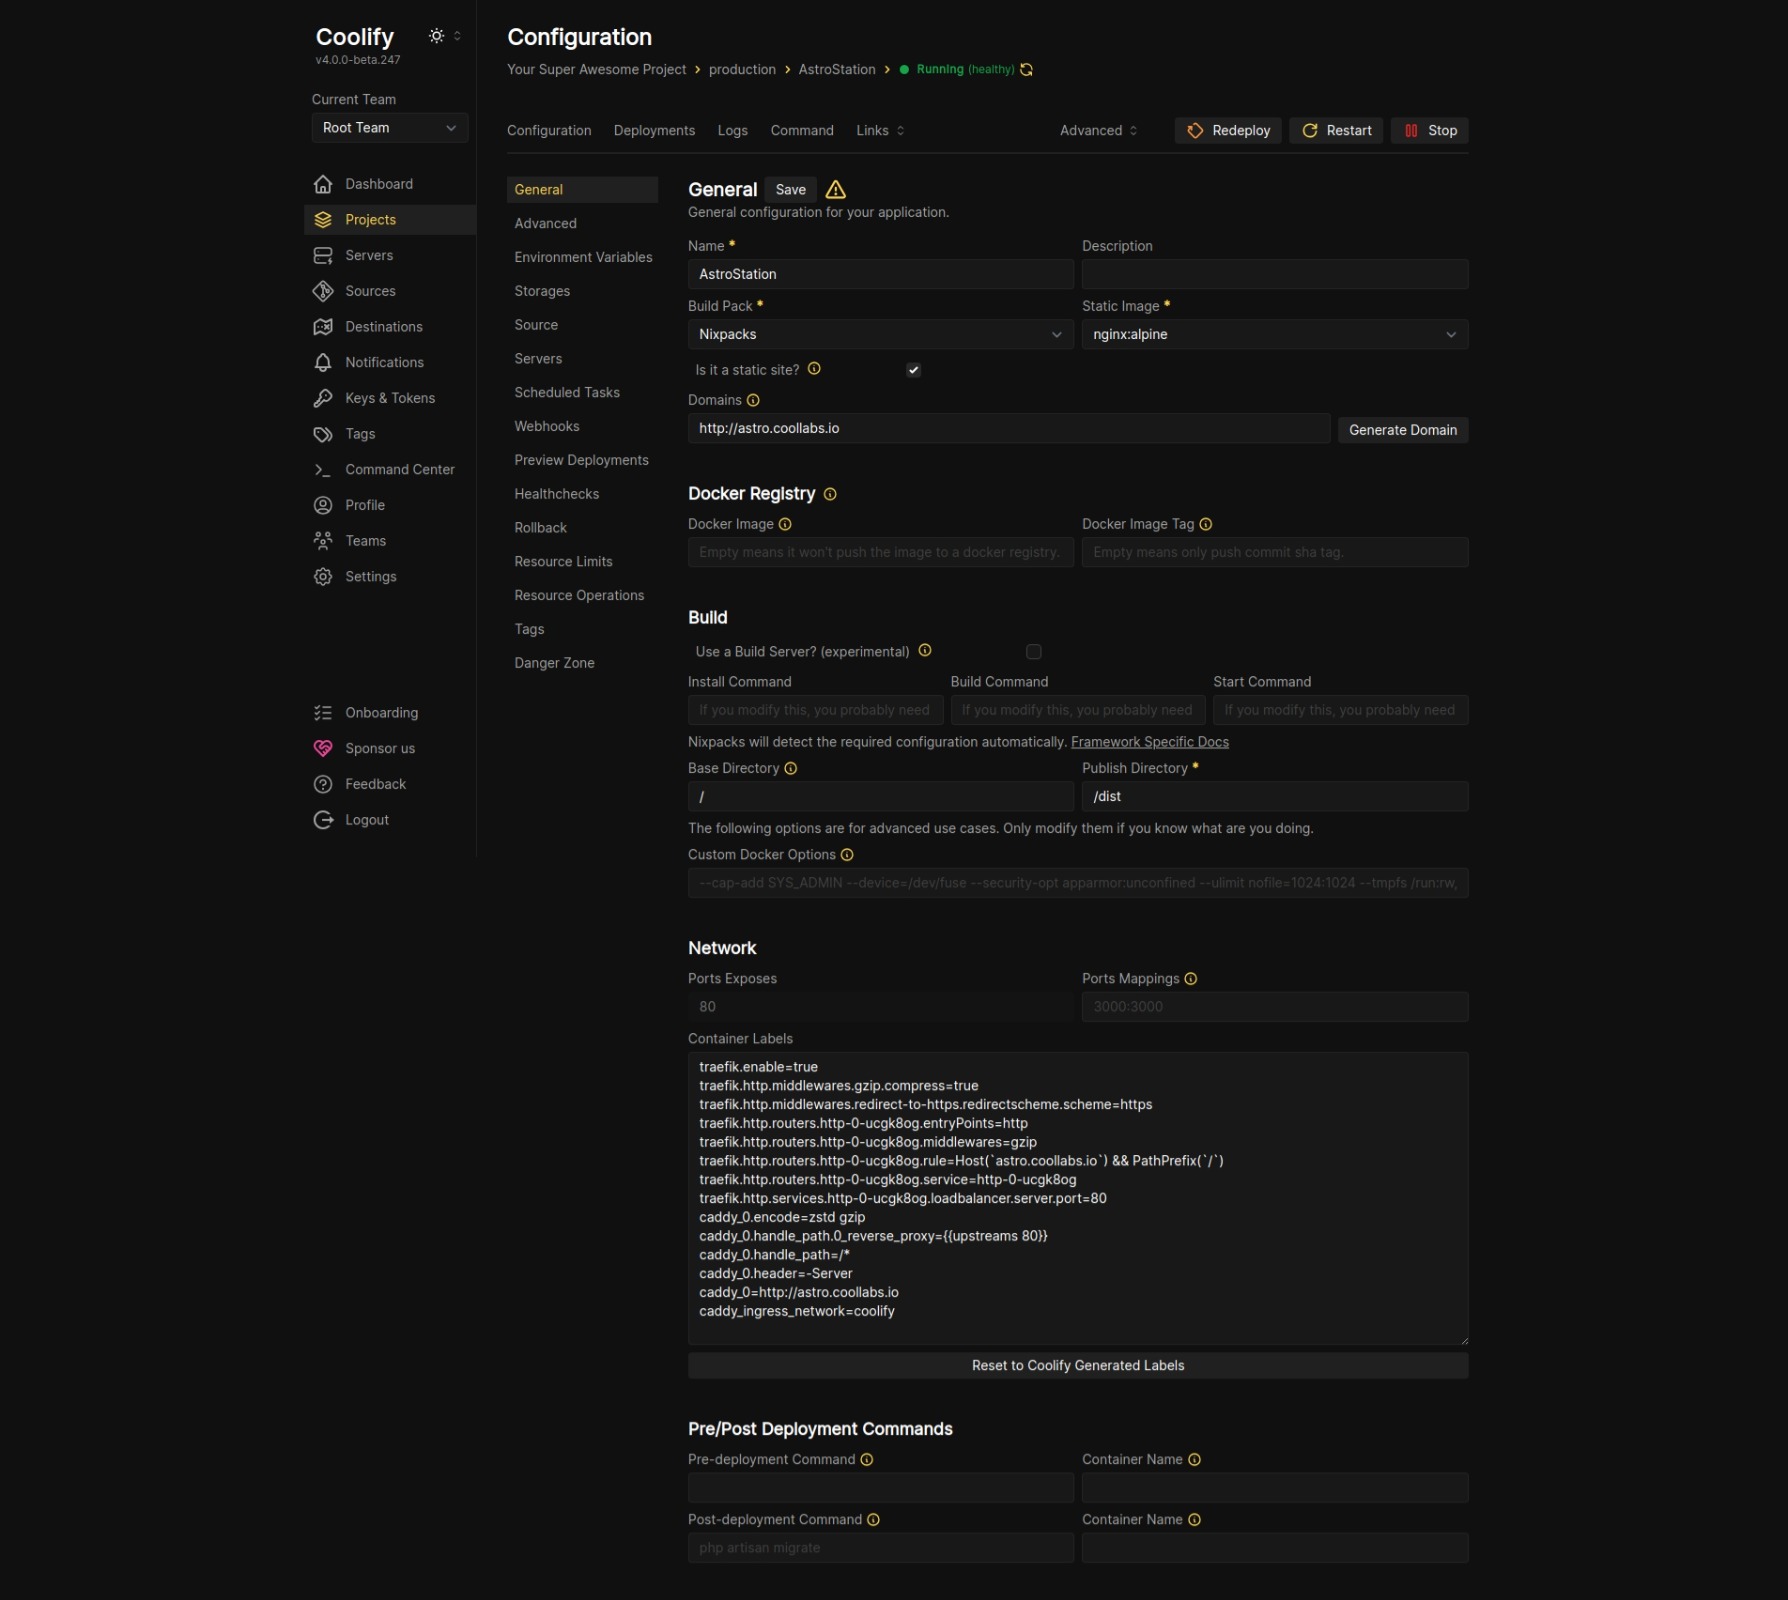 Coolify
v4.0.0-beta.247
Current Team
Root Team
Dashboard
Projects
Servers
Sources
Destinations
Notifications
Keys & Tokens
Tags
Command Center
Profile
Teams
Settings
Onboarding
Sponsor us
Feedback
Logout
Configuration
Your Super Awesome Project > production > AstroStation > Running (healthy)
Configuration Deployments Logs Command Links Advanced Redeploy Restart Stop
General
Advanced
Environment Variables
Storages
Source
Servers
Scheduled Tasks
Webhooks
Preview Deployments
Healthchecks
Rollback
Resource Limits
Resource Operations
Tags
Danger Zone
General Save
General configuration for your application.
Name * Description
AstroStation
Build Pack * Static Image *
Nixpacks nginx:alpine
Is it a static site?
Domains
http://astro.coollabs.io Generate Domain
Docker Registry
Docker Image Docker Image Tag
Empty means it won't push the image to a docker registry. Empty means only push commit sha tag.
Build
Use a Build Server? (experimental)
Install Command Build Command Start Command
If you modify this, you probably need If you modify this, you probably need If you modify this, you probably need
Nixpacks will detect the required configuration automatically. Framework Specific Docs
Base Directory Publish Directory *
/ /dist
The following options are for advanced use cases. Only modify them if you know what are you doing.
Custom Docker Options
--cap-add SYS_ADMIN --device=/dev/fuse --security-opt apparmor:unconfined --ulimit nofile=1024:1024 --tmpfs /run:rw,
Network
Ports Exposes Ports Mappings
80 3000:3000
Container Labels
traefik.enable=true
traefik.http.middlewares.gzip.compress=true
traefik.http.middlewares.redirect-to-https.redirectscheme.scheme=https
traefik.http.routers.http-0-ucgk8og.entryPoints=http
traefik.http.routers.http-0-ucgk8og.middlewares=gzip
traefik.http.routers.http-0-ucgk8og.rule=Host(`astro.coollabs.io`) && PathPrefix(`/`)
traefik.http.routers.http-0-ucgk8og.service=http-0-ucgk8og
traefik.http.services.http-0-ucgk8og.loadbalancer.server.port=80
caddy_0.encode=zstd gzip
caddy_0.handle_path.0_reverse_proxy={{upstreams 80}}
caddy_0.handle_path=/*
caddy_0.header=-Server
caddy_0=http://astro.coollabs.io
caddy_ingress_network=coolify
Reset to Coolify Generated Labels
Pre/Post Deployment Commands
Pre-deployment Command Container Name
Post-deployment Command Container Name
php artisan migrate